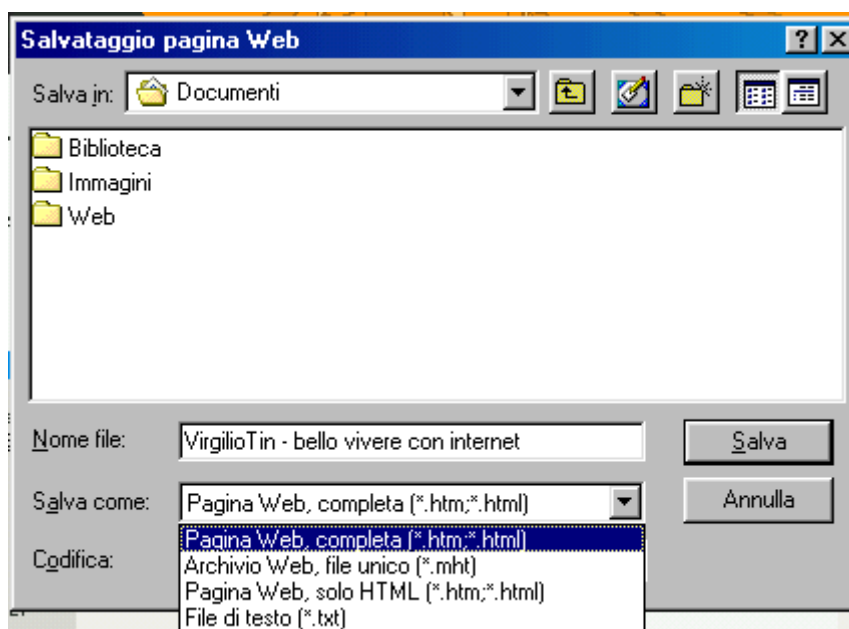 Salvataggio pagina Web
Salva in: Documenti
Biblioteca
Immagini
Web
Nome file: VirgilioTin - bello vivere con internet Salva
Salva come: Pagina Web, completa (*.htm;*.html) Annulla
Pagina Web, completa (*.htm;*.html)
Codifica:
Archivio Web, file unico (*.mht)
Pagina Web, solo HTML (*.htm;*.html)
File di testo (*.txt)